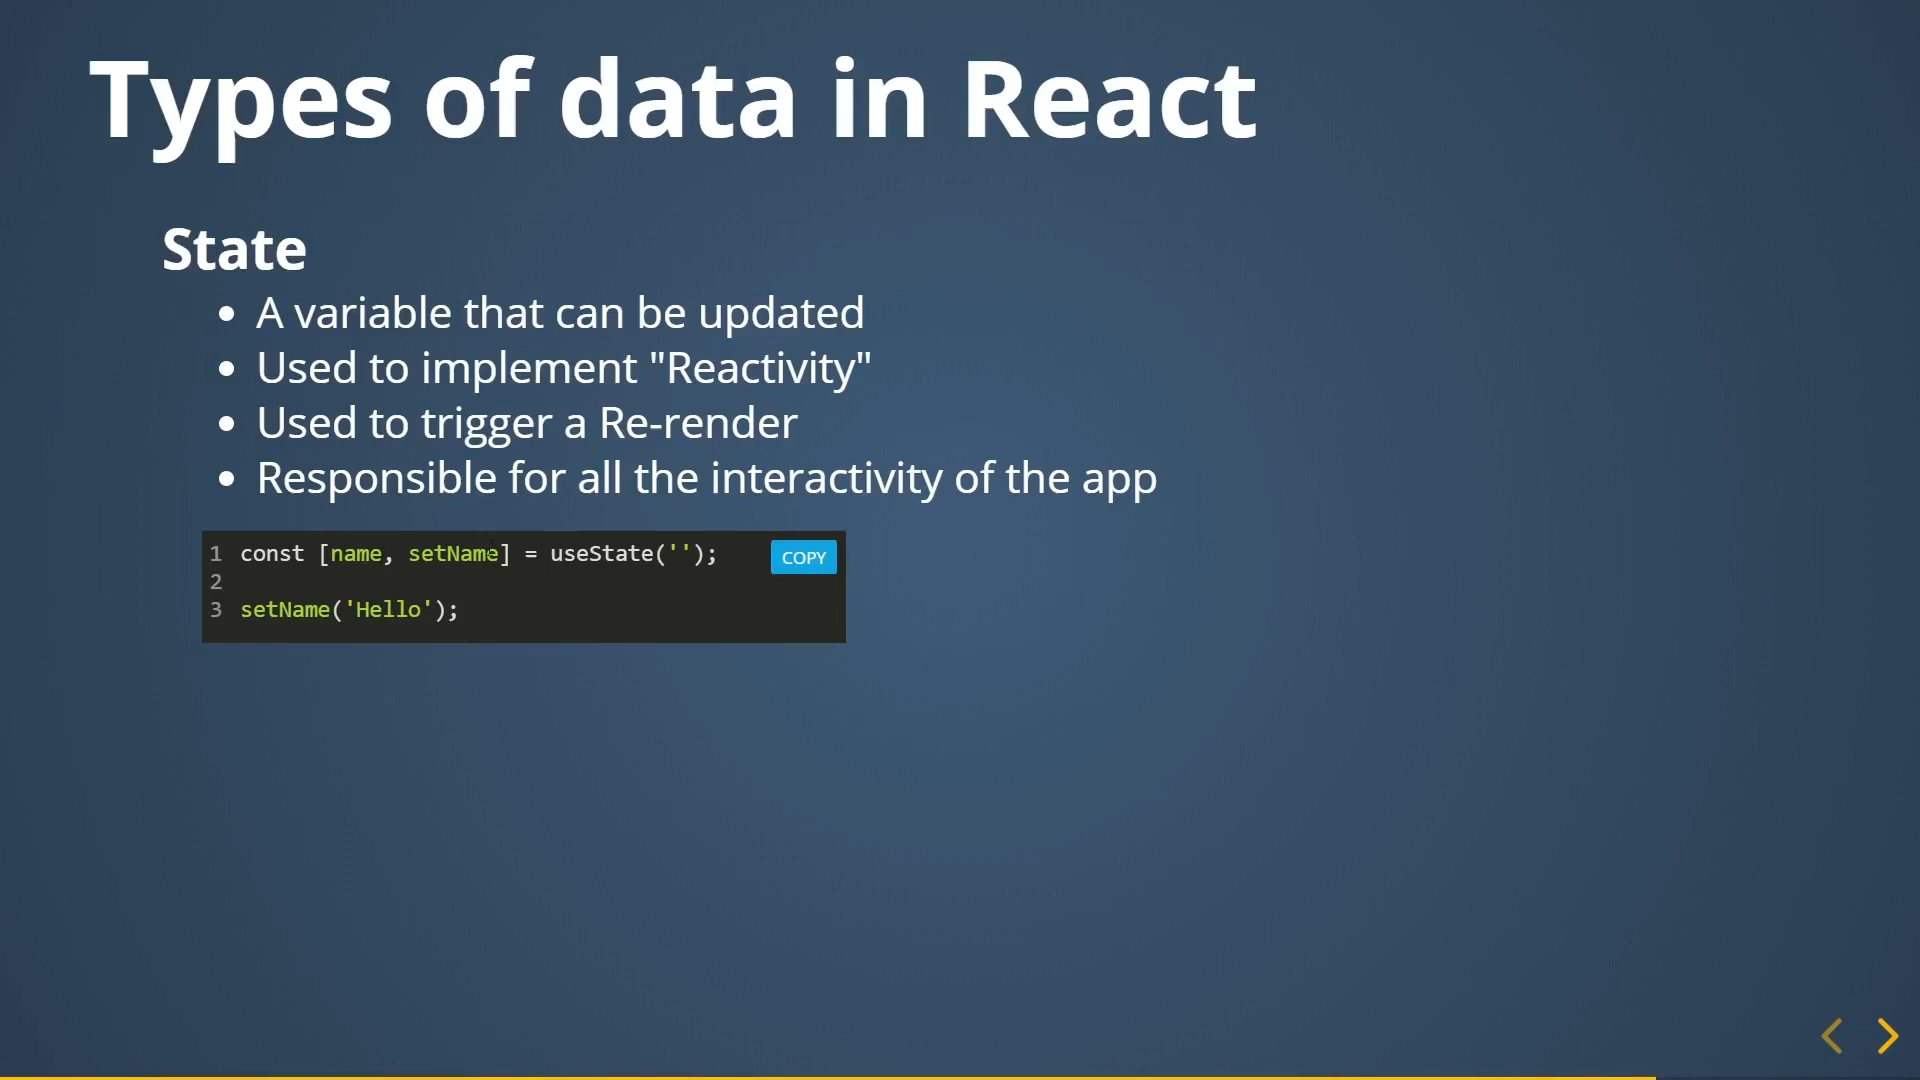 Types of data in React
State
• A variable that can be updated
• Used to implement "Reactivity"
• Used to trigger a Re-render
• Responsible for all the interactivity of the app
1 const [name, setName] = useState('');
COPY
2
3 setName('Hello');